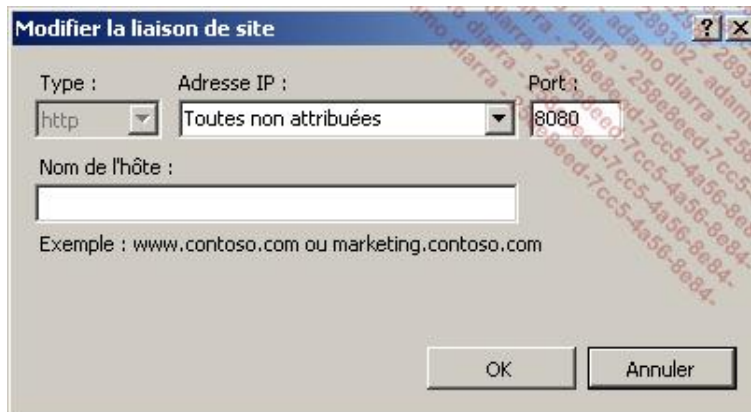 Modifier la liaison de site
Type : Adresse IP : Port :
http Toutes non attribuées 8080
Nom de l'hôte :
Exemple : www.contoso.com ou marketing.contoso.com
OK Annuler